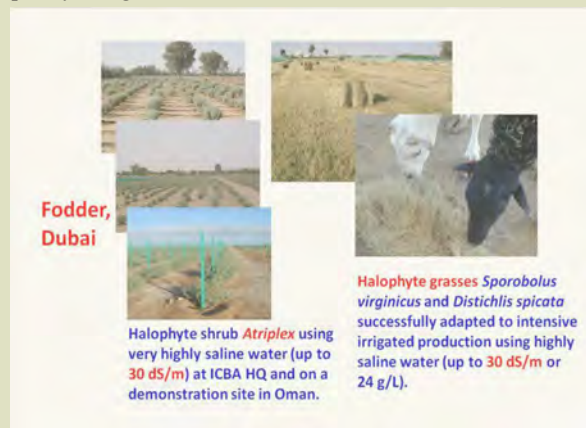 Fodder,
Dubai
Halophyte shrub Atriplex using
very highly saline water (up to
30 dS/m) at ICBA HQ and on a
demonstration site in Oman.
Halophyte grasses Sporobolus
virginicus and Distichlis spicata
successfully adapted to intensive
irrigated production using highly
saline water (up to 30 dS/m or
24 g/L).